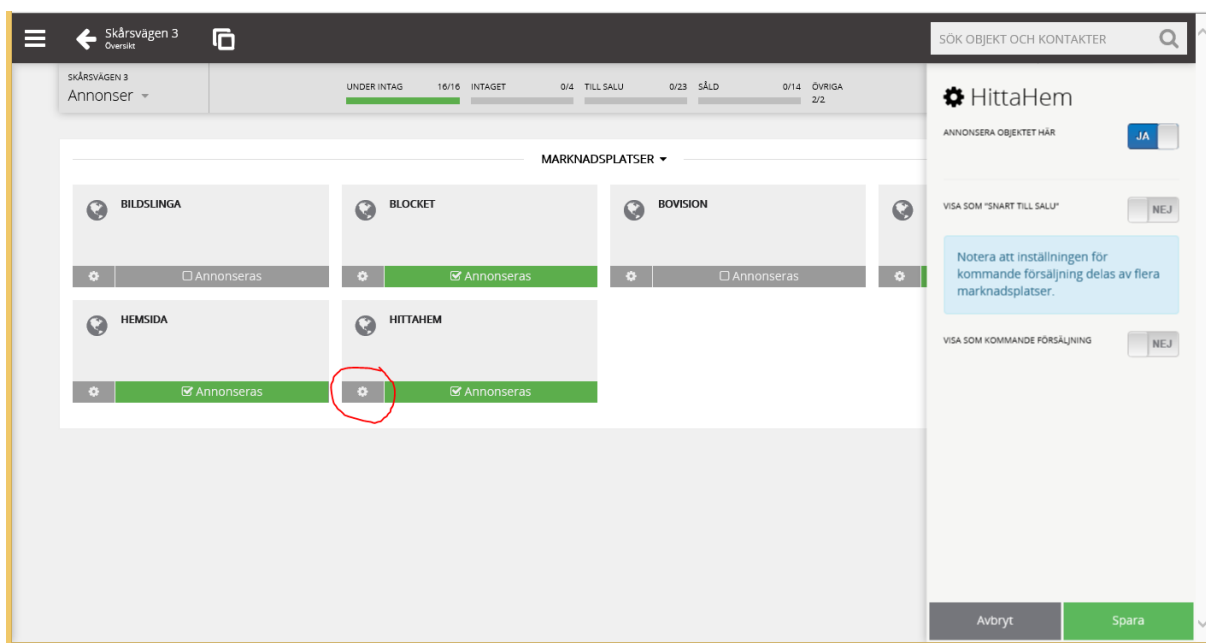 Skårsvägen 3
Översikt
SÖK OBJEKT OCH KONTAKTER
SKÅRSVÄGEN 3
Annonser
UNDER INTAG 16/16 INTAGET 0/4 TILL SALU 0/23 SÅLD 0/14 ÖVRIGA
2/2
MARKNADSPLATSER
BILDSLINGA
BLOCKET
BOVISION
Annonseras
Annonseras
Annonseras
HEMSIDA
HITTAHEM
Annonseras
Annonseras
HittaHem
ANNONSERA OBJEKTET HÄR
JA
VISA SOM "SNART TILL SALU"
NEJ
Notera att inställningen för
kommande försäljning delas av flera
marknadsplatser.
VISA SOM KOMMANDE FÖRSÄLJNING
NEJ
Avbryt
Spara